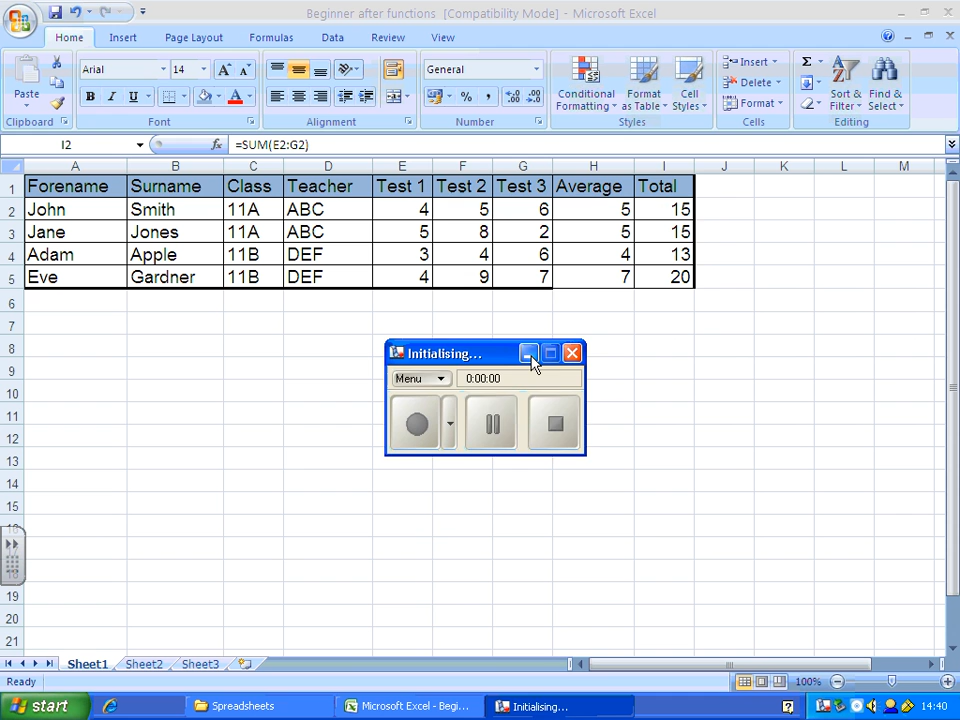 Beginner after functions [Compatibility Mode] - Microsoft Excel
Home Insert Page Layout Formulas Data Review View
Paste
Arial 14
B I U A
General
% ,
Conditional Formatting
Format as Table
Cell Styles
Insert
Delete
Format
Σ
Sort & Filter
Find & Select
Clipboard Font Alignment Number Styles Cells Editing
I2 fx =SUM(E2:G2)
A B C D E F G H I J K L M
1 Forename Surname Class Teacher Test 1 Test 2 Test 3 Average Total
2 John Smith 11A ABC 4 5 6 5 15
3 Jane Jones 11A ABC 5 8 2 5 15
4 Adam Apple 11B DEF 3 4 6 4 13
5 Eve Gardner 11B DEF 4 9 7 7 20
6
7
8
9
10
11
12
13
14
15
18
19
20
21
Initialising...
Menu 0:00:00
Sheet1 Sheet2 Sheet3
Ready 100%
start Spreadsheets Microsoft Excel - Begi... Initialising... 14:40